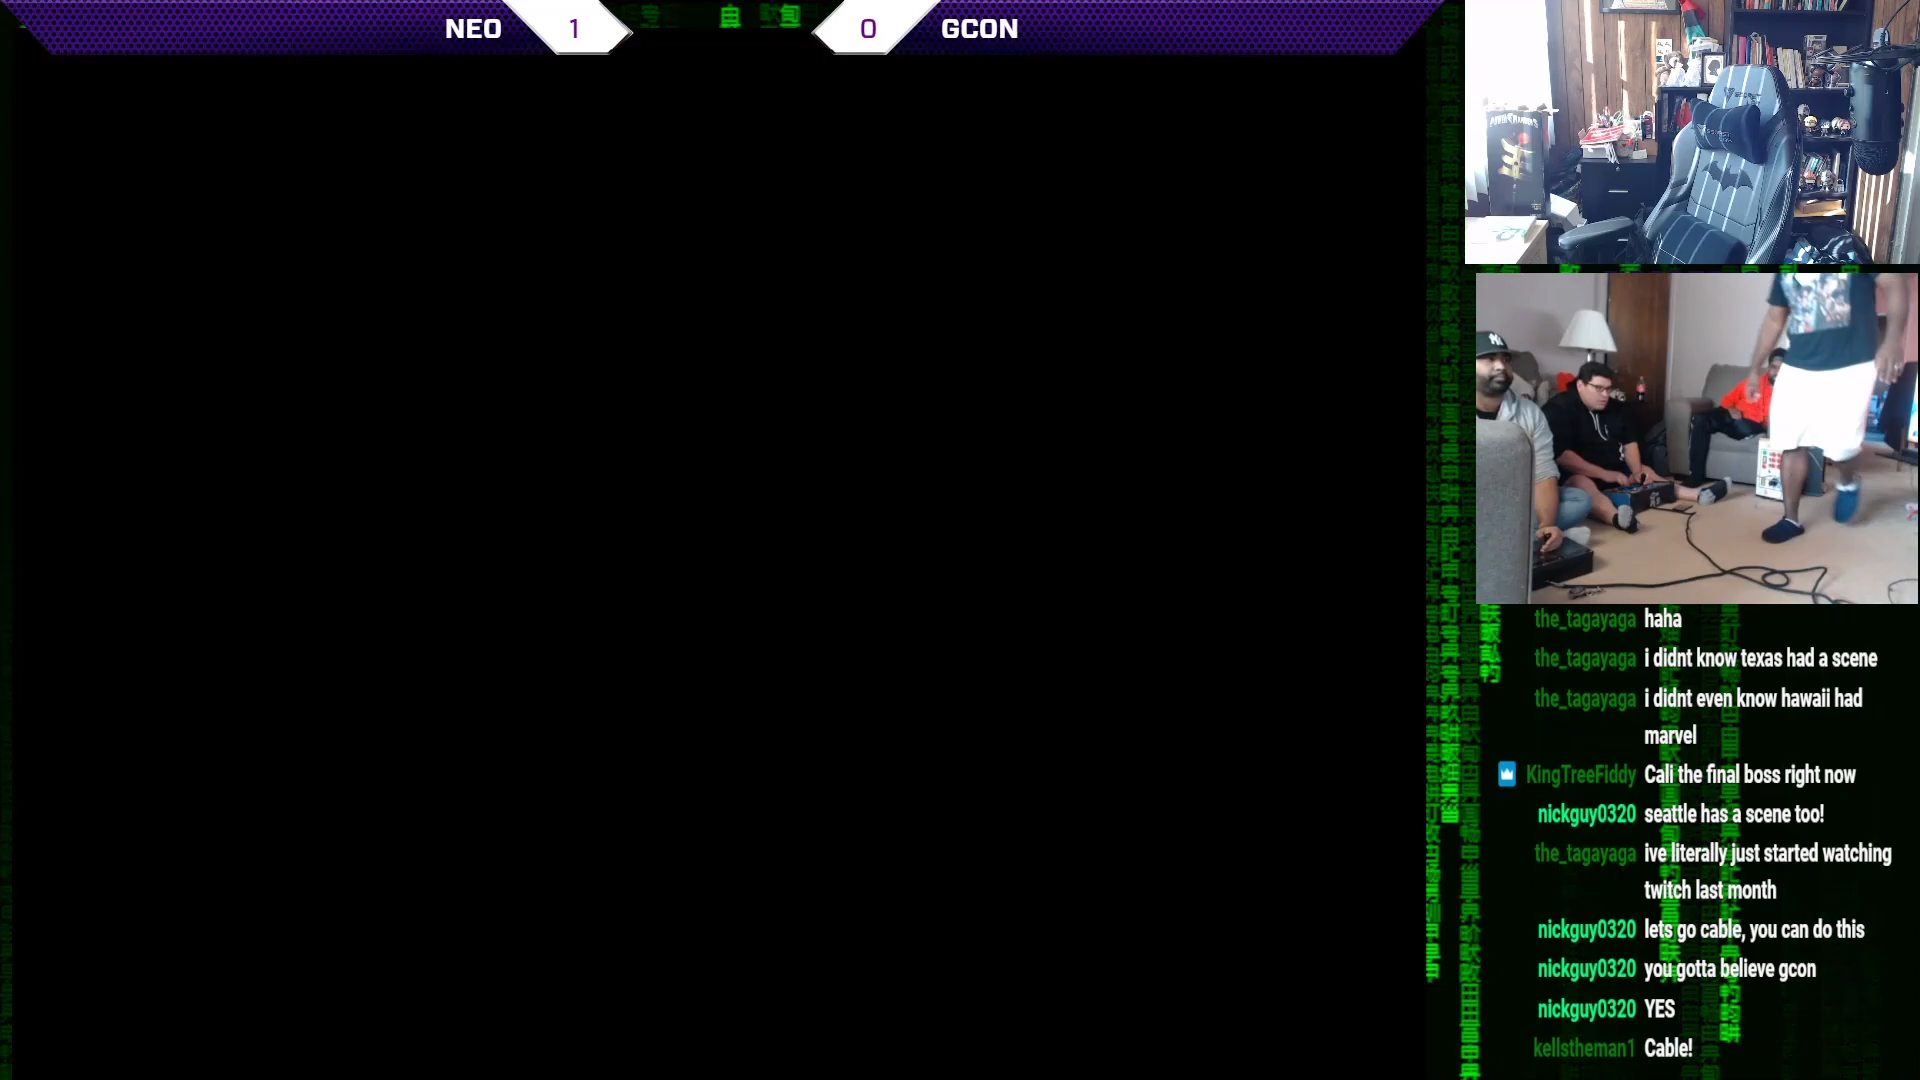 NEO 1 0 GCON
the_tagayaga haha
the_tagayaga i didnt know texas had a scene
the_tagayaga i didnt even know hawaii had
marvel
KingTreeFiddy Cali the final boss right now
nickguy0320 seattle has a scene too!
the_tagayaga ive literally just started watching
twitch last month
nickguy0320 lets go cable, you can do this
nickguy0320 you gotta believe gcon
nickguy0320 YES
kellstheman1 Cable!